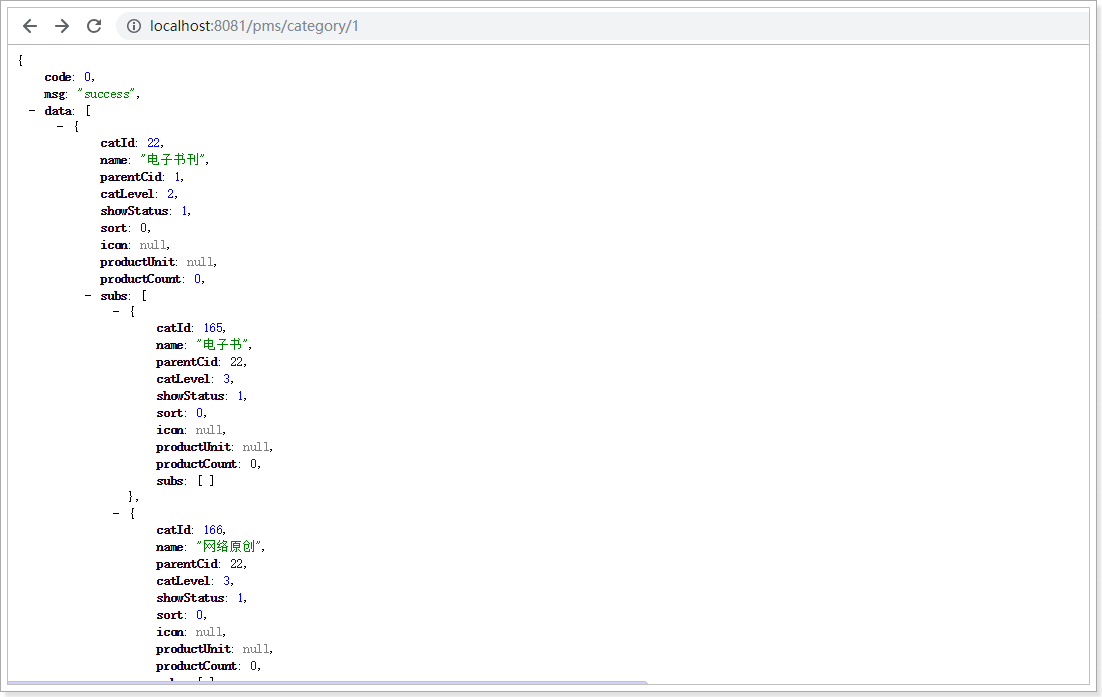 localhost:8081/pms/category/1
{
code: 0,
msg: "success",
- data: [
- {
catId: 22,
name: "电子书刊",
parentCid: 1,
catLevel: 2,
showStatus: 1,
sort: 0,
icon: null,
productUnit: null,
productCount: 0,
- subs: [
- {
catId: 165,
name: "电子书",
parentCid: 22,
catLevel: 3,
showStatus: 1,
sort: 0,
icon: null,
productUnit: null,
productCount: 0,
subs: [ ]
},
- {
catId: 166,
name: "网络原创",
parentCid: 22,
catLevel: 3,
showStatus: 1,
sort: 0,
icon: null,
productUnit: null,
productCount: 0,